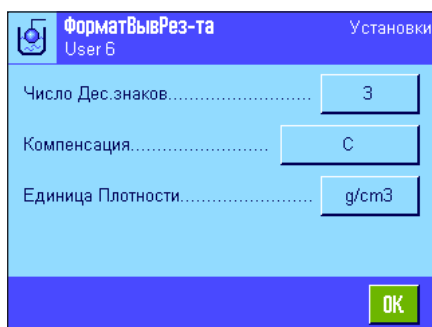 ФорматВывРез-та
Установки
User 6
Число Дес.знаков........................... 3
Компенсация.......................... C
Единица Плотности......................... g/cm3
OK